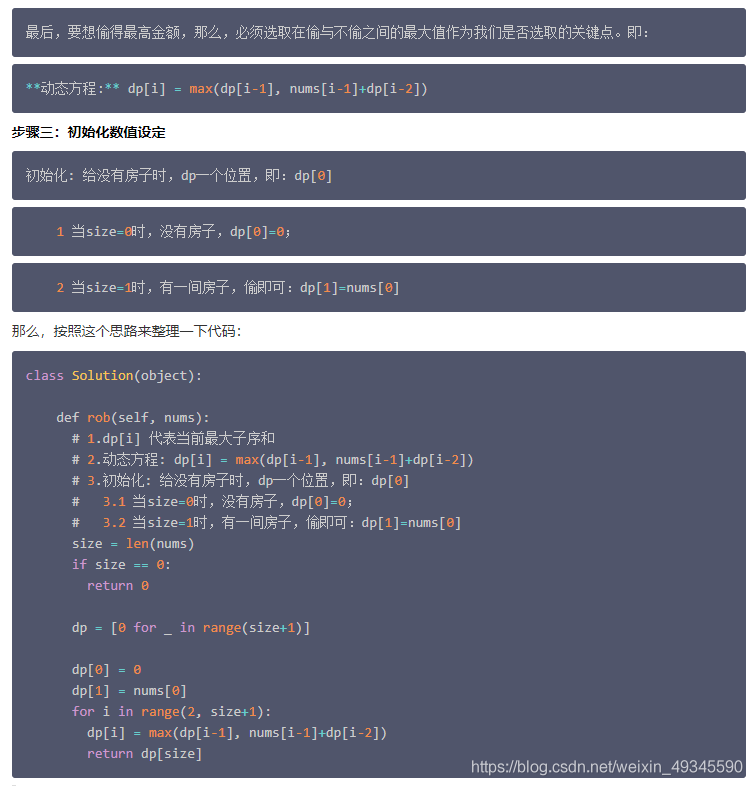 最后，要想偷得最高金额，那么，必须选取在偷与不偷之间的最大值作为我们是否选取的关键点。即：
**动态方程:** dp[i] = max(dp[i-1], nums[i-1]+dp[i-2])
步骤三：初始化数值设定
初始化: 给没有房子时，dp一个位置，即：dp[0]
    1 当size=0时，没有房子，dp[0]=0；
    2 当size=1时，有一间房子，偷即可：dp[1]=nums[0]
那么，按照这个思路来整理一下代码：
class Solution(object):
    def rob(self, nums):
      # 1.dp[i] 代表当前最大子序和
      # 2.动态方程: dp[i] = max(dp[i-1], nums[i-1]+dp[i-2])
      # 3.初始化: 给没有房子时，dp一个位置，即：dp[0]
      #   3.1 当size=0时，没有房子，dp[0]=0；
      #   3.2 当size=1时，有一间房子，偷即可：dp[1]=nums[0]
      size = len(nums)
      if size == 0:
        return 0
      dp = [0 for _ in range(size+1)]
      dp[0] = 0
      dp[1] = nums[0]
      for i in range(2, size+1):
        dp[i] = max(dp[i-1], nums[i-1]+dp[i-2])
        return dp[size]
https://blog.csdn.net/weixin_49345590